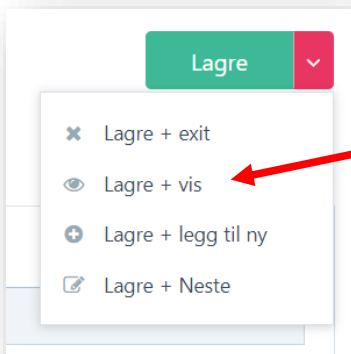 Lagre
Lagre + exit
Lagre + vis
Lagre + legg til ny
Lagre + Neste